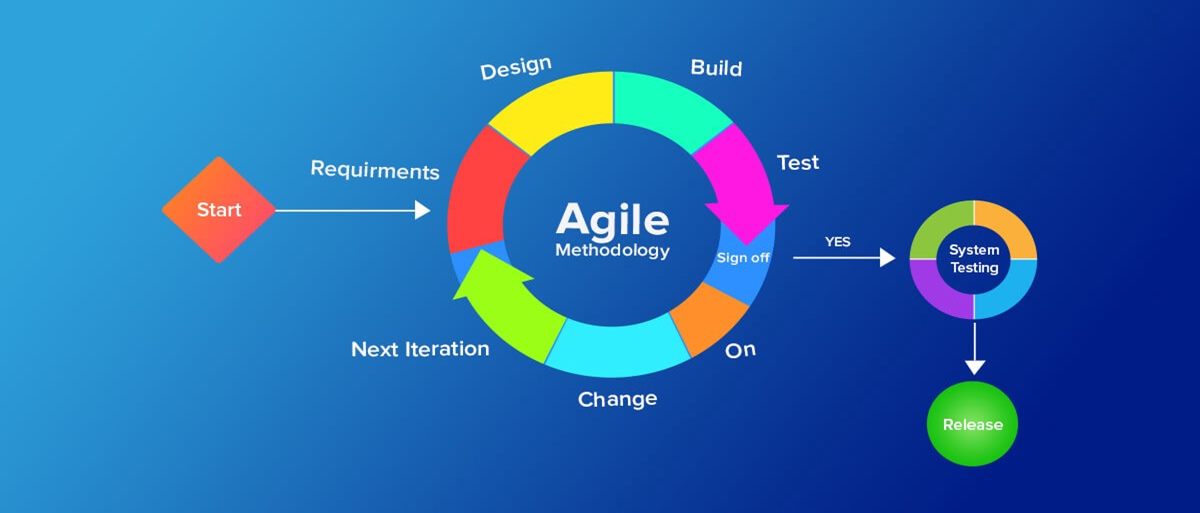 Start
Requirments
Design
Build
Test
Agile
Methodology
Sign off
YES
System
Testing
On
Change
Next Iteration
Release